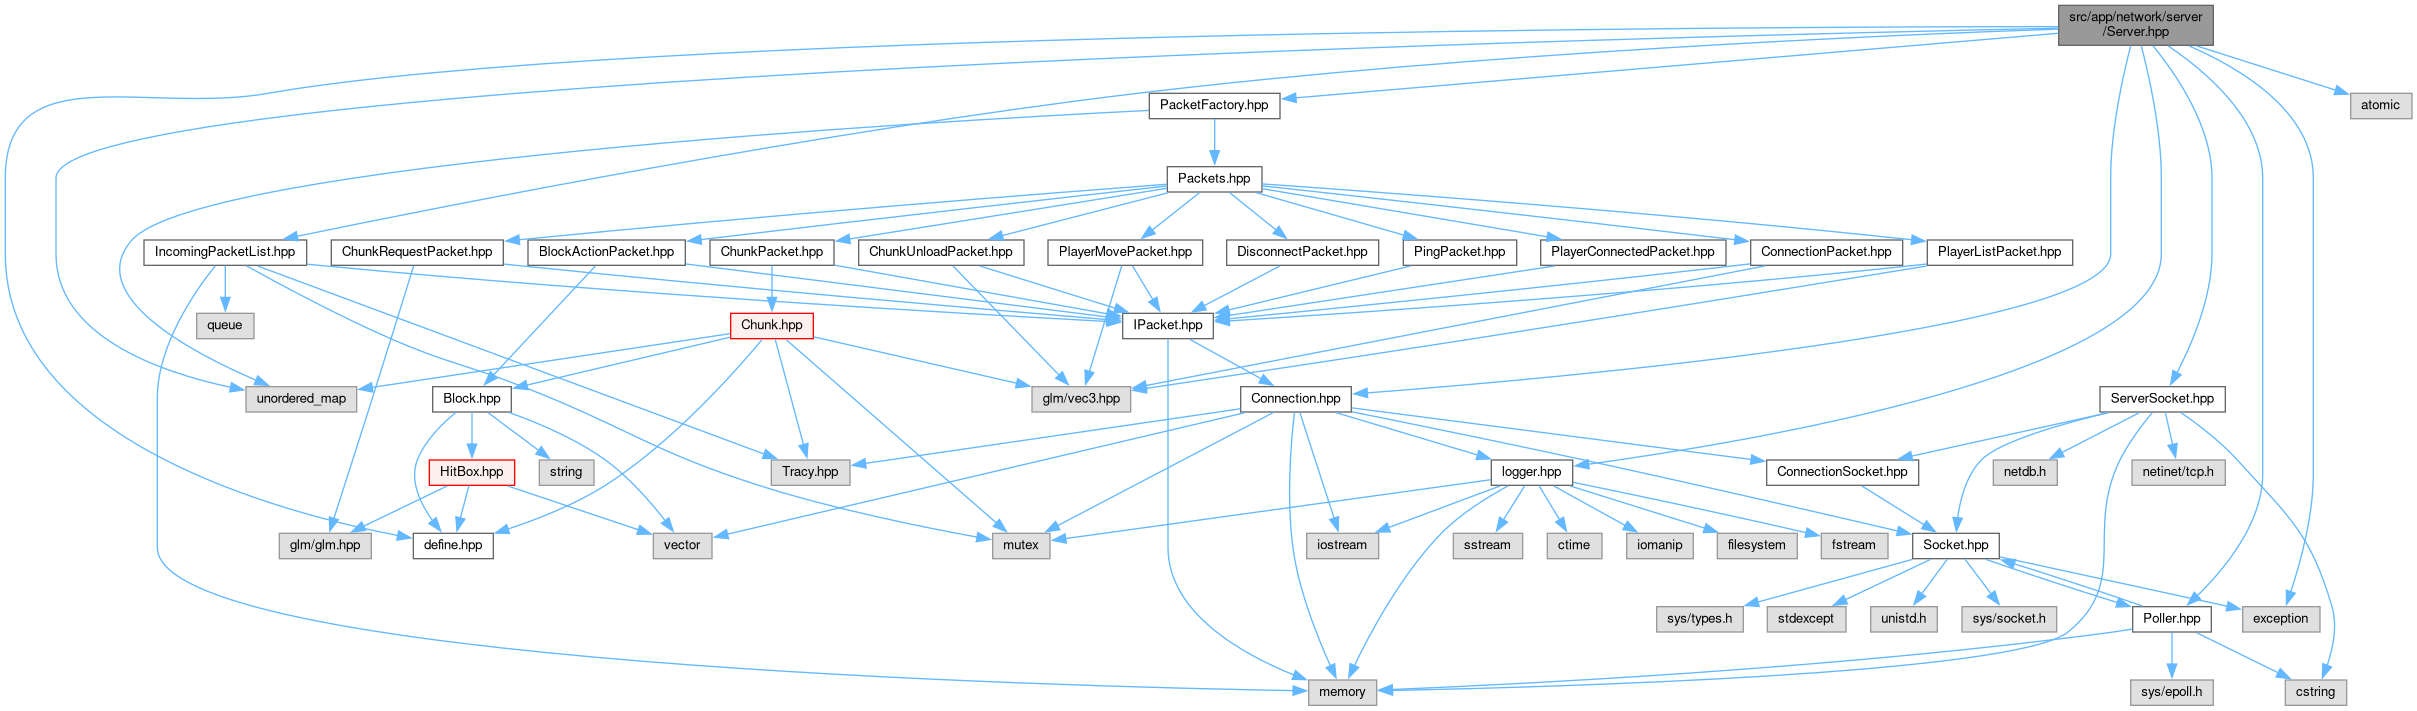 src/app/network/server
/Server.hpp
PacketFactory.hpp
atomic
Packets.hpp
IncomingPacketList.hpp
ChunkRequestPacket.hpp
BlockActionPacket.hpp
ChunkPacket.hpp
ChunkUnloadPacket.hpp
PlayerMovePacket.hpp
DisconnectPacket.hpp
PingPacket.hpp
PlayerConnectedPacket.hpp
ConnectionPacket.hpp
PlayerListPacket.hpp
queue
Chunk.hpp
IPacket.hpp
unordered_map
Block.hpp
glm/vec3.hpp
Connection.hpp
ServerSocket.hpp
HitBox.hpp
string
Tracy.hpp
logger.hpp
ConnectionSocket.hpp
netdb.h
netinet/tcp.h
glm/glm.hpp
define.hpp
vector
mutex
iostream
sstream
ctime
iomanip
filesystem
fstream
Socket.hpp
sys/types.h
stdexcept
unistd.h
sys/socket.h
Poller.hpp
exception
memory
sys/epoll.h
cstring